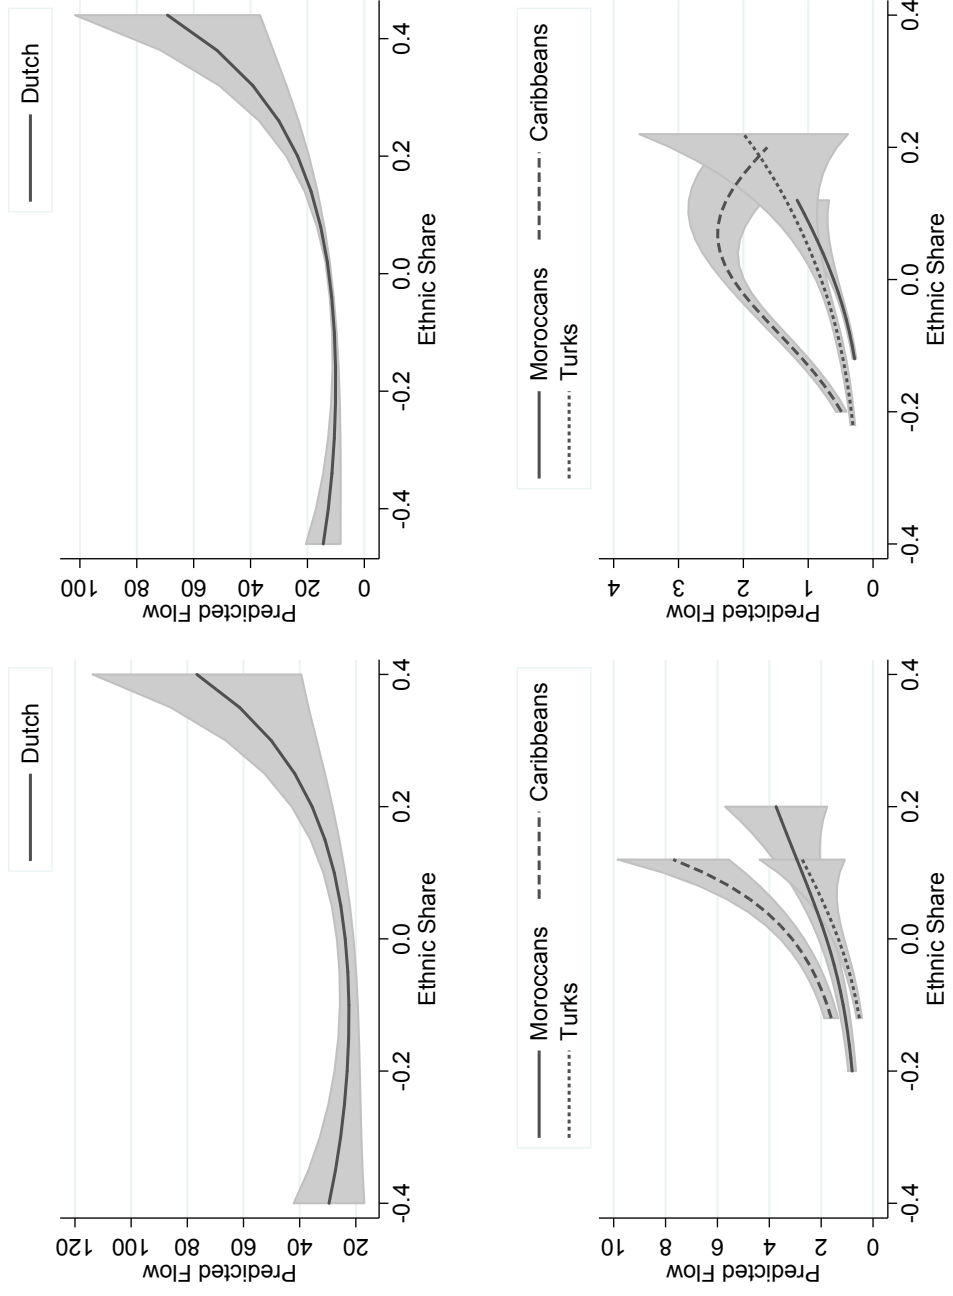 Dutch
120
100
80
60
40
20
Predicted Flow
-0.4 -0.2 0.0 0.2 0.4
Ethnic Share
Dutch
100
80
60
40
20
0
Predicted Flow
-0.4 -0.2 0.0 0.2 0.4
Ethnic Share
Moroccans Caribbeans
Turks
10
8
6
4
2
0
Predicted Flow
-0.4 -0.2 0.0 0.2 0.4
Ethnic Share
Moroccans Caribbeans
Turks
4
3
2
1
0
Predicted Flow
-0.4 -0.2 0.0 0.2 0.4
Ethnic Share